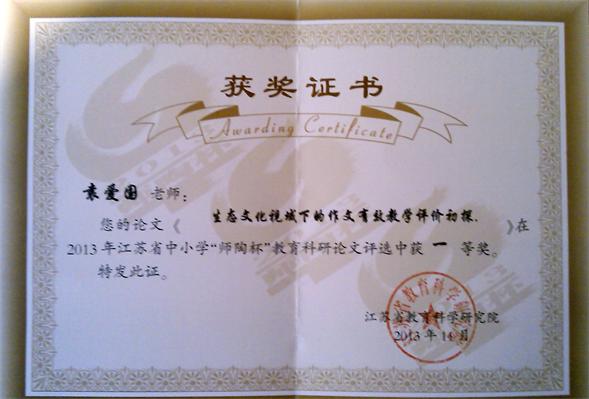 获奖证书
Awarding Certificate
袁爱国 老师：
您的论文《 生态文化视域下的作文有效教学评价初探. 》在
2013年江苏省中小学“师陶杯”教育科研论文评选中获 一 等奖。
特发此证。
江苏省教育科学研究院
2013年11月